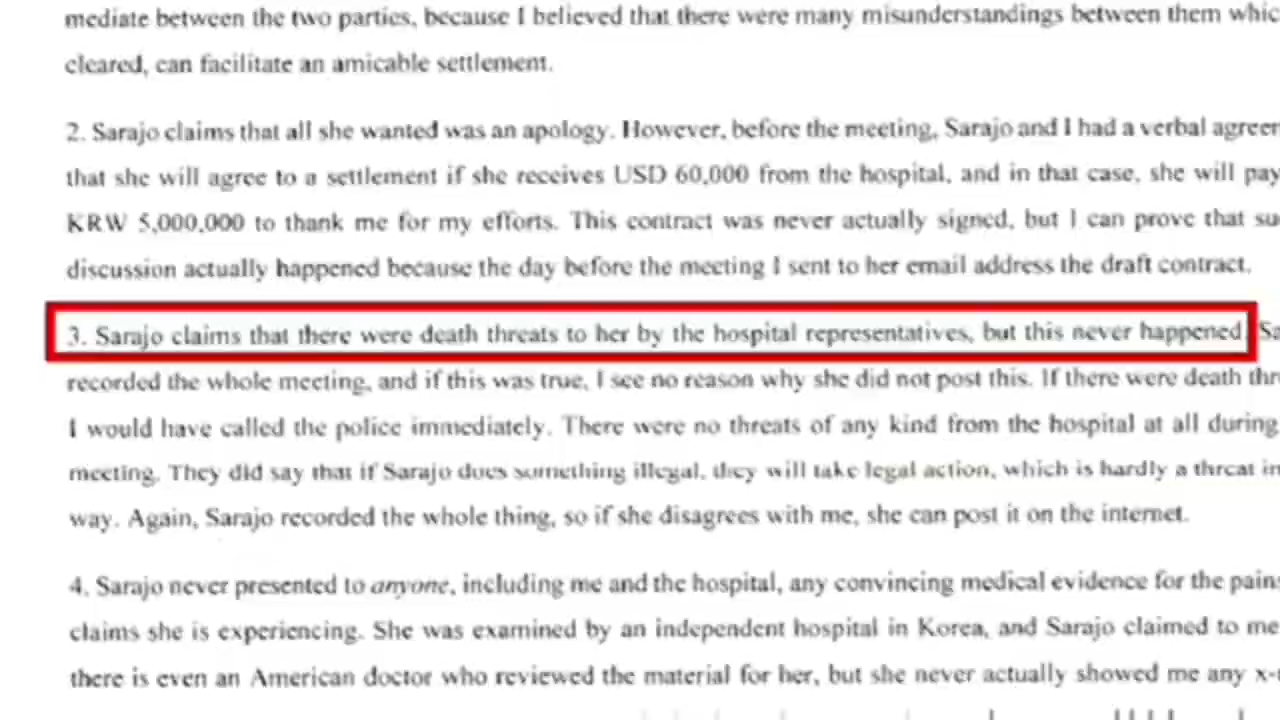 mediate between the two parties, because I believed that there were many misunderstandings between them whic
cleared, can facilitate an amicable settlement.
2. Sarajo claims that all she wanted was an apology. However, before the meeting, Sarajo and I had a verbal agreer
that she will agree to a settlement if she receives USD 60,000 from the hospital, and in that case, she will pay
KRW 5,000,000 to thank me for my efforts. This contract was never actually signed, but I can prove that su
discussion actually happened because the day before the meeting I sent to her email address the draft contract.
3. Sarajo claims that there were death threats to her by the hospital representatives, but this never happened. Sa
recorded the whole meeting, and if this was true, I see no reason why she did not post this. If there were death thr
I would have called the police immediately. There were no threats of any kind from the hospital at all during
meeting. They did say that if Sarajo does something illegal, they will take legal action, which is hardly a threat in
way. Again, Sarajo recorded the whole thing, so if she disagrees with me, she can post it on the internet.
4. Sarajo never presented to anyone, including me and the hospital, any convincing medical evidence for the pains
claims she is experiencing. She was examined by an independent hospital in Korea, and Sarajo claimed to me
there is even an American doctor who reviewed the material for her, but she never actually showed me any x-